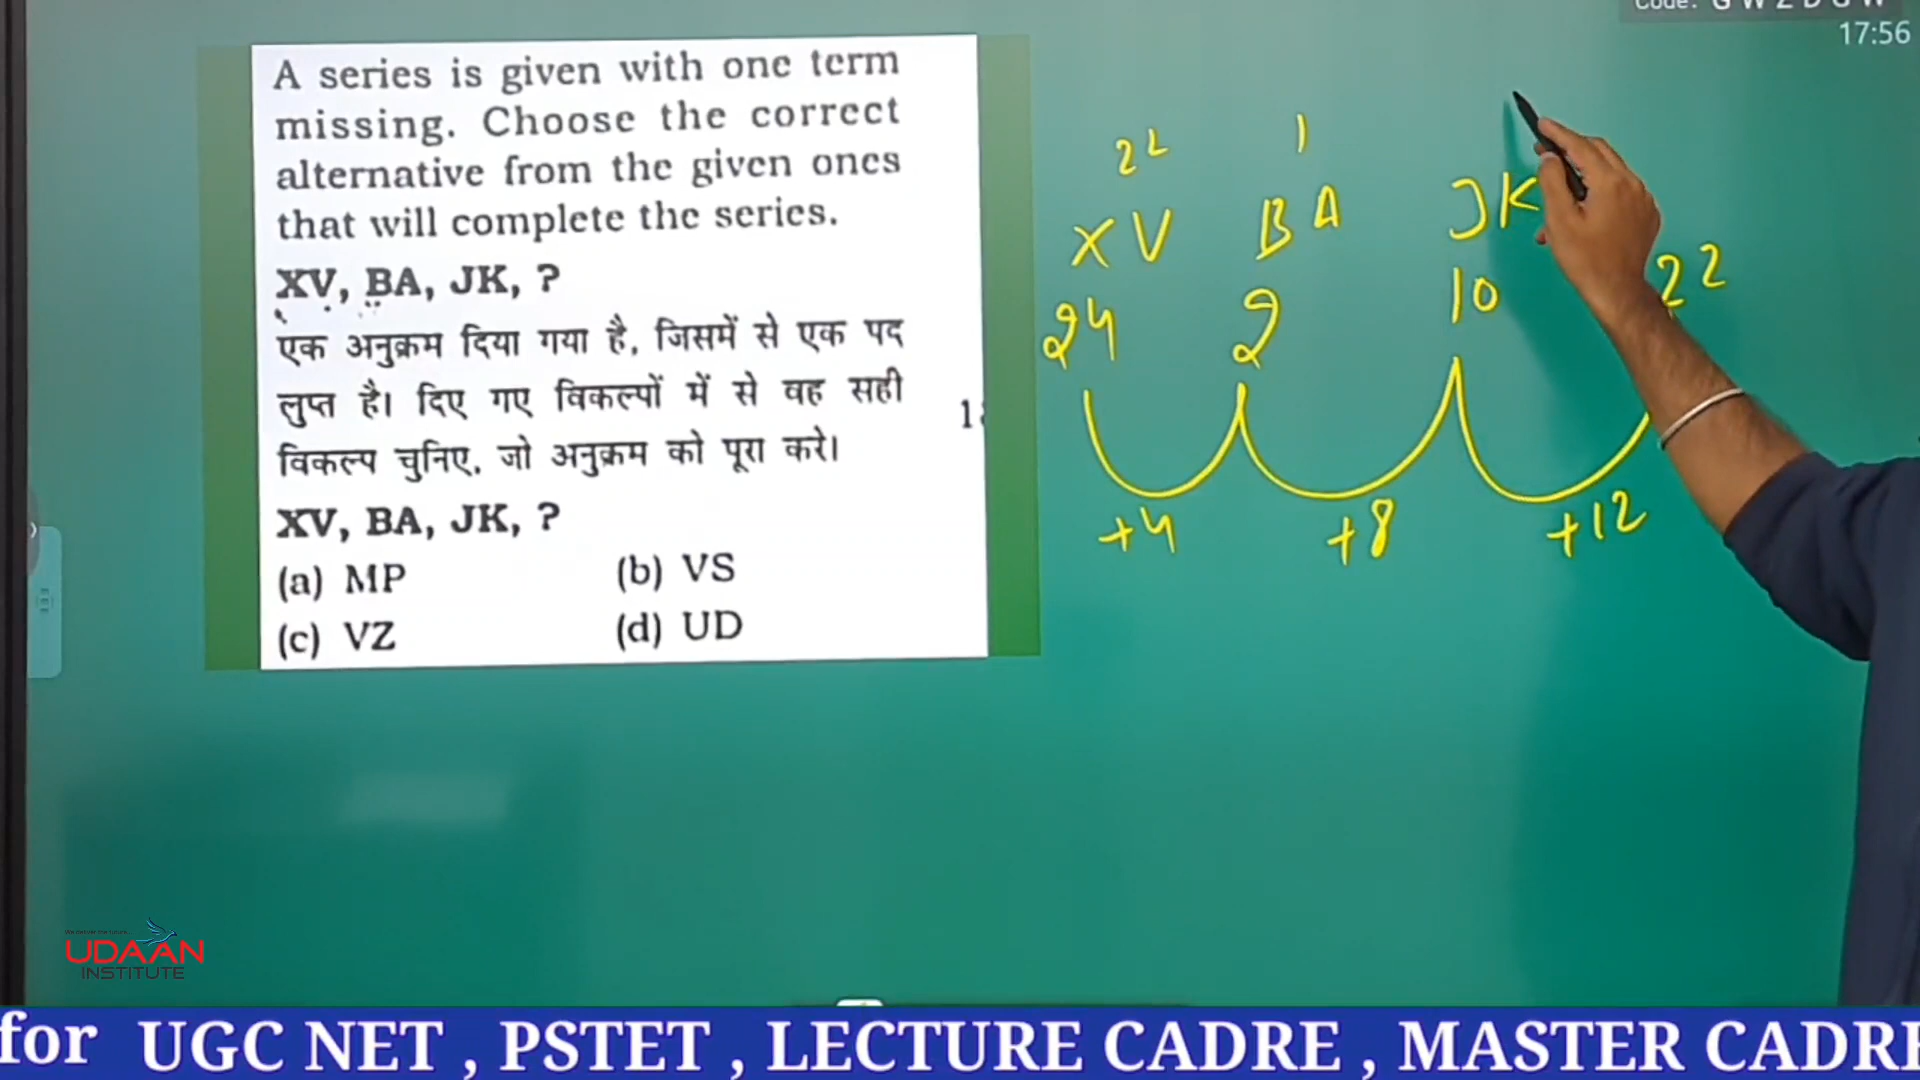 17:56
A series is given with one term
missing. Choose the correct
alternative from the given ones
that will complete the series.
XV, BA, JK, ?
एक अनुक्रम दिया गया है, जिसमें से एक पद
लुप्त है। दिए गए विकल्पों में से वह सही
विकल्प चुनिए, जो अनुक्रम को पूरा करे।
XV, BA, JK, ?
(a) MP (b) VS
(c) VZ (d) UD
22 1
XV BA JK
24 2 10 22
+4 +8 +12
UDAAN
INSTITUTE
for UGC NET , PSTET , LECTURE CADRE , MASTER CADRE